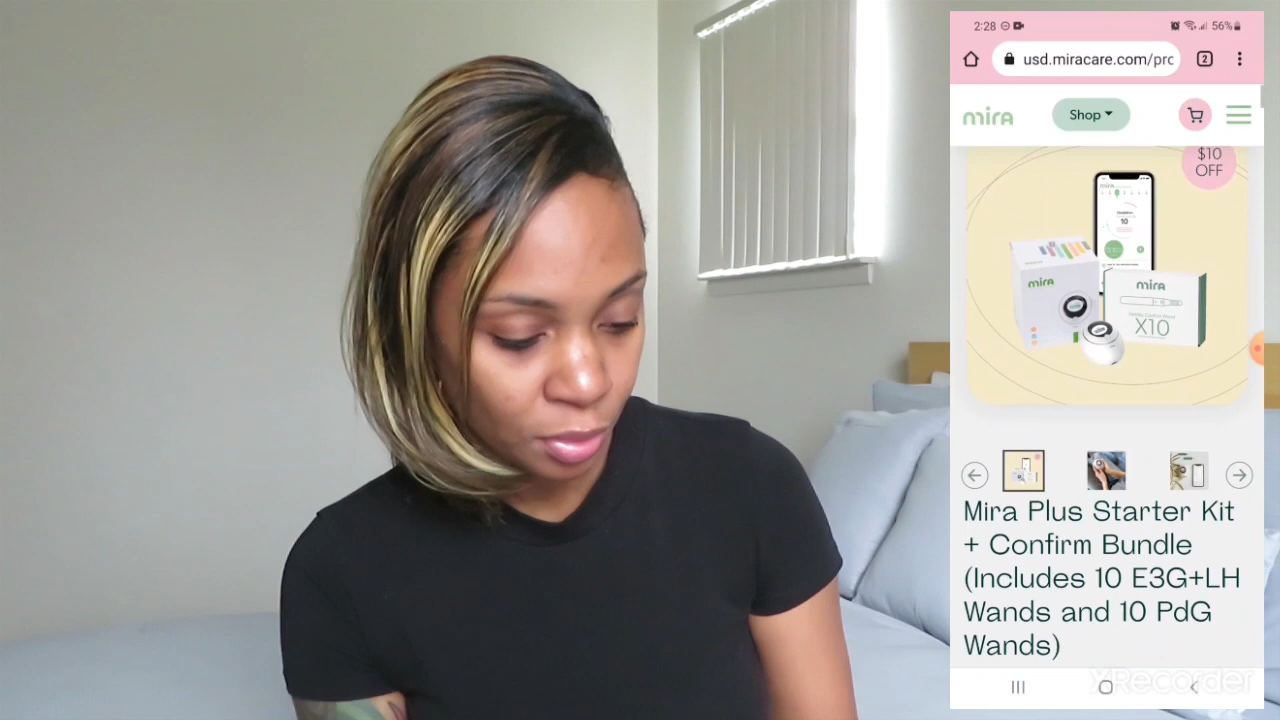 2:28
56%
usd.miracare.com/prc
2
mira
Shop
$10
OFF
mira
mira
X10
Mira Plus Starter Kit
+ Confirm Bundle
(Includes 10 E3G+LH
Wands and 10 PdG
Wands)
XRecorder